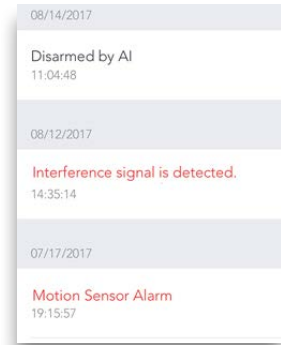 08/14/2017
Disarmed by AI
11:04:48
08/12/2017
Interference signal is detected.
14:35:14
07/17/2017
Motion Sensor Alarm
19:15:57